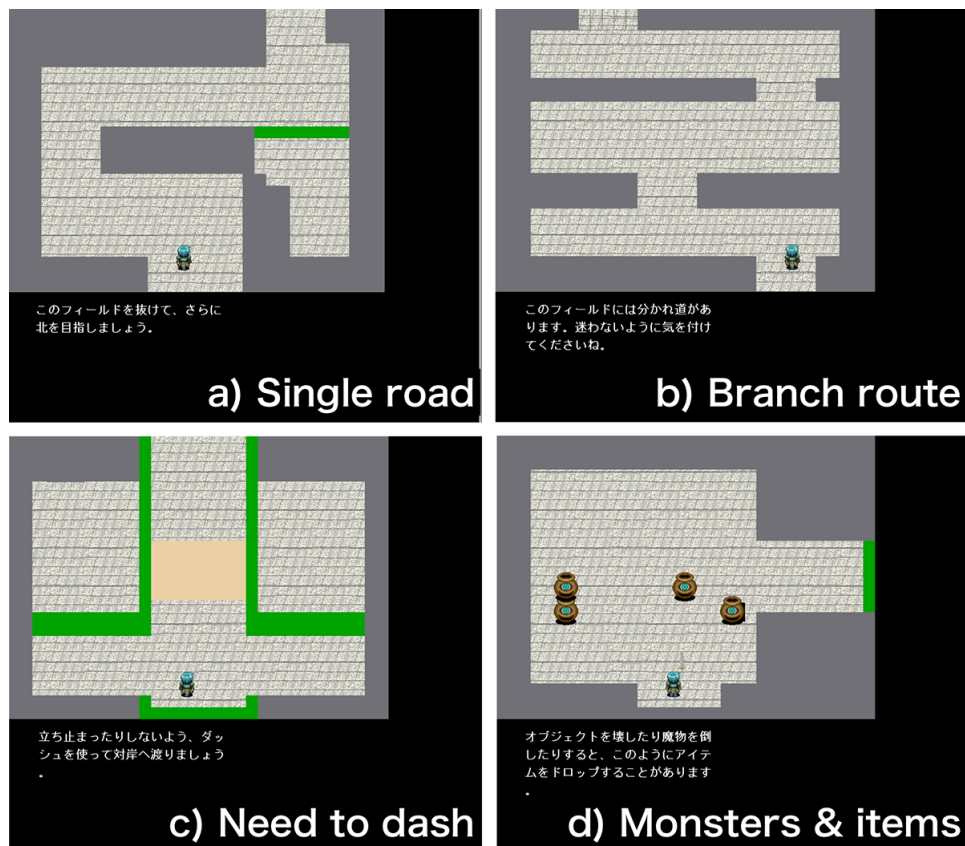 このフィールドを抜けて、さらに
北を目指しましょう。
a) Single road
このフィールドには分かれ道があ
ります。迷わないように気を付け
てくださいね。
b) Branch route
立ち止まったりしないよう、ダッ
シュを使って対岸へ渡りましょう
。
c) Need to dash
オブジェクトを壊したり魔物を倒
したりすると、このようにアイテ
ムをドロップすることがあります
。
d) Monsters & items